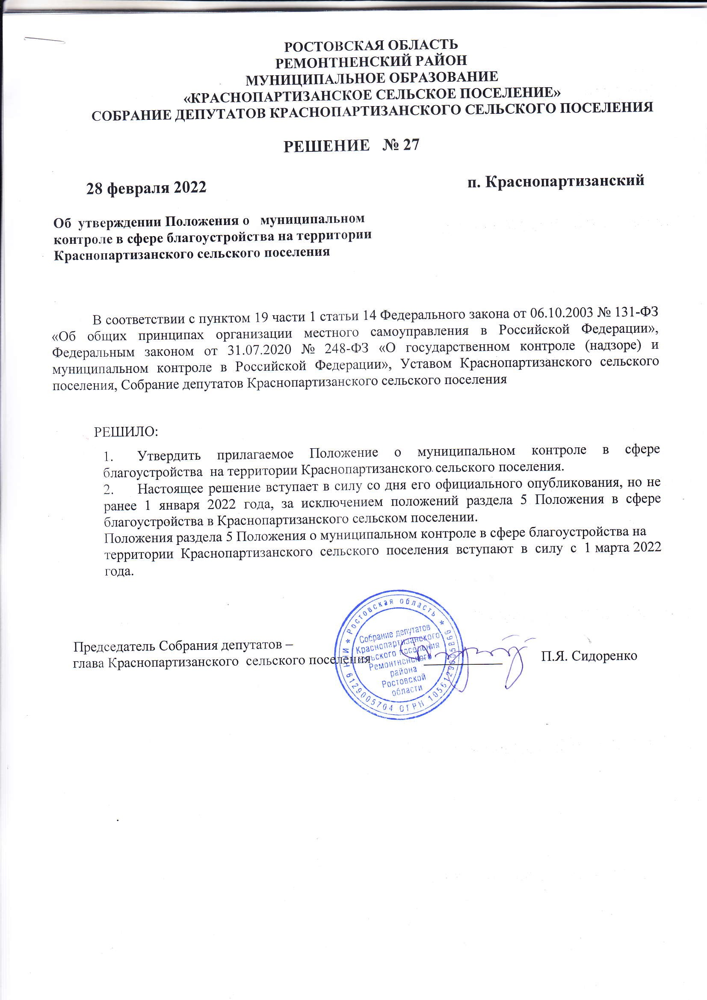 РОСТОВСКАЯ ОБЛАСТЬ
РЕМОНТНЕНСКИЙ РАЙОН
МУНИЦИПАЛЬНОЕ ОБРАЗОВАНИЕ
«КРАСНОПАРТИЗАНСКОЕ СЕЛЬСКОЕ ПОСЕЛЕНИЕ»
СОБРАНИЕ ДЕПУТАТОВ КРАСНОПАРТИЗАНСКОГО СЕЛЬСКОГО ПОСЕЛЕНИЯ
РЕШЕНИЕ № 27
28 февраля 2022 п. Краснопартизанский
Об утверждении Положения о муниципальном
контроле в сфере благоустройства на территории
Краснопартизанского сельского поселения
В соответствии с пунктом 19 части 1 статьи 14 Федерального закона от 06.10.2003 № 131-ФЗ
«Об общих принципах организации местного самоуправления в Российской Федерации»,
Федеральным законом от 31.07.2020 № 248-ФЗ «О государственном контроле (надзоре) и
муниципальном контроле в Российской Федерации», Уставом Краснопартизанского сельского
поселения, Собрание депутатов Краснопартизанского сельского поселения
РЕШИЛО:
1. Утвердить прилагаемое Положение о муниципальном контроле в сфере
благоустройства на территории Краснопартизанского сельского поселения.
2. Настоящее решение вступает в силу со дня его официального опубликования, но не
ранее 1 января 2022 года, за исключением положений раздела 5 Положения в сфере
благоустройства в Краснопартизанского сельском поселении.
Положения раздела 5 Положения о муниципальном контроле в сфере благоустройства на
территории Краснопартизанского сельского поселения вступают в силу с 1 марта 2022
года.
Председатель Собрания депутатов –
глава Краснопартизанского сельского поселения П.Я. Сидоренко
* Ростовская область *
ИНН 6129005704 ОГРН 1056129005866
Собрание депутатов
Краснопартизанского
сельского поселения
Ремонтненского
района
Ростовской
области